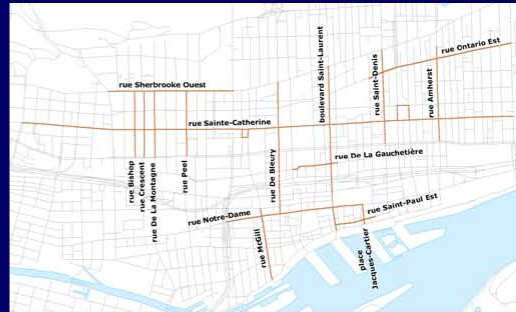 rue Ontario Est
boulevard Saint-Laurent
rue Saint-Denis
rue Amherst
rue Sherbrooke Ouest
rue Sainte-Catherine
rue Bishop
rue Crescent
rue De La Montagne
rue Peel
rue De Bleury
rue De La Gauchetière
rue Notre-Dame
rue Saint-Paul Est
rue McGill
place
Jacques-Cartier